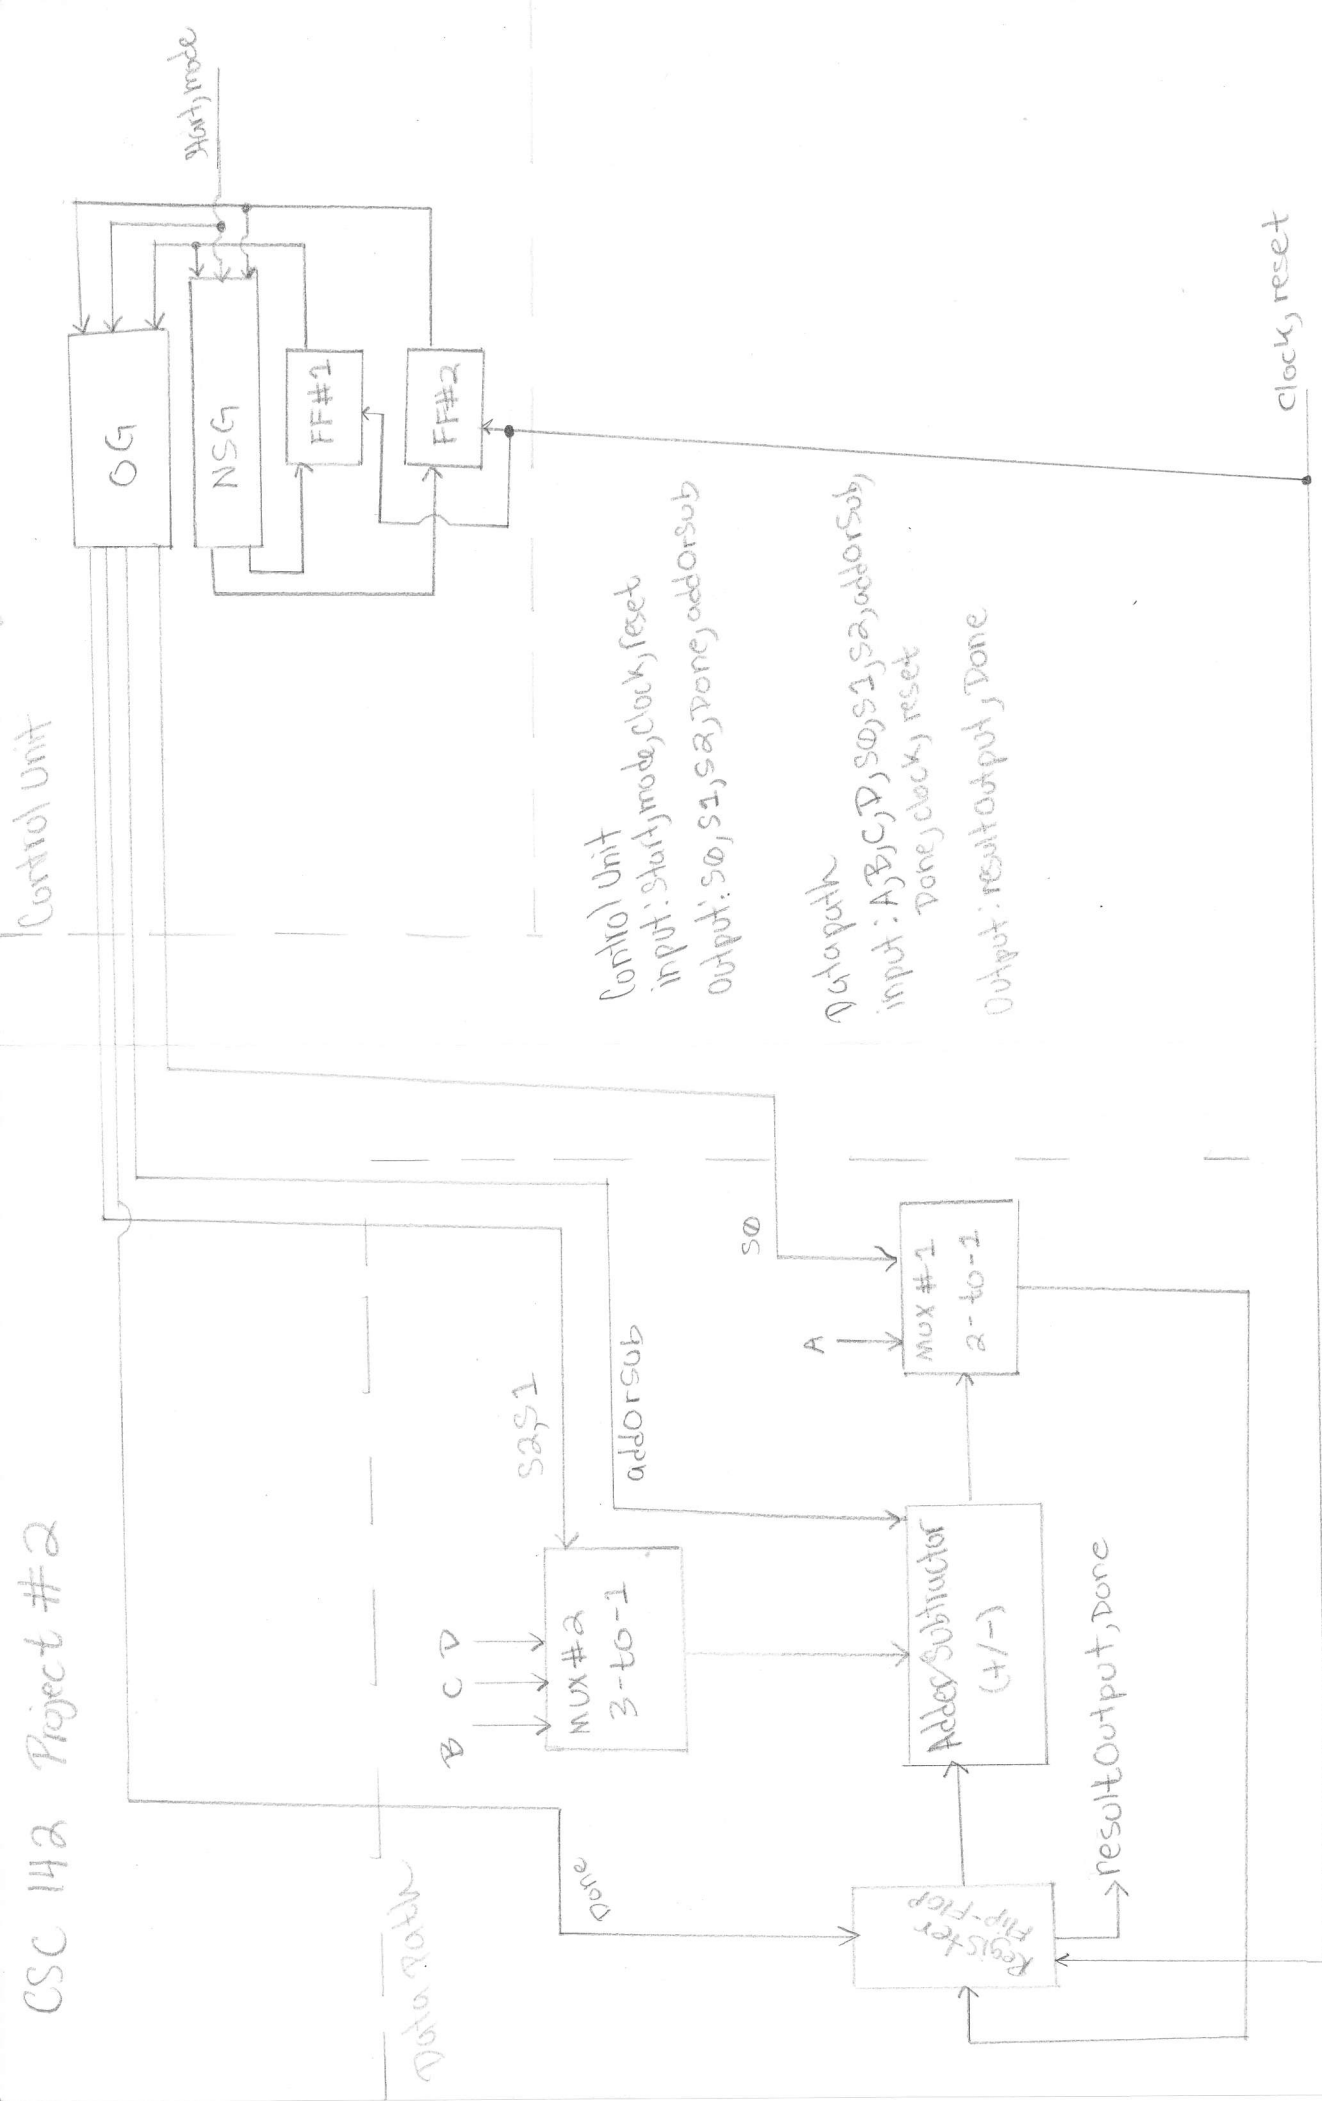 CSC 142 Project #2
Control Unit
OG
NSG
FF#1
FF#2
start, mode
Data Path
S2, S1
addorsub
Done
S0
B C D
MUX #2
3-to-1
A
MUX #1
2-to-1
Adder/Subtractor
(+/-)
Register
Flip-Flop
resultOutput, Done
Control Unit
input: Start, mode, clock, reset
Output: S0, S1, S2, Done, addorsub
Datapath
input: A, B, C, D, S0, S1, S2, addorsub,
Done, clock, reset
Output: resultOutput, Done
Clock, reset